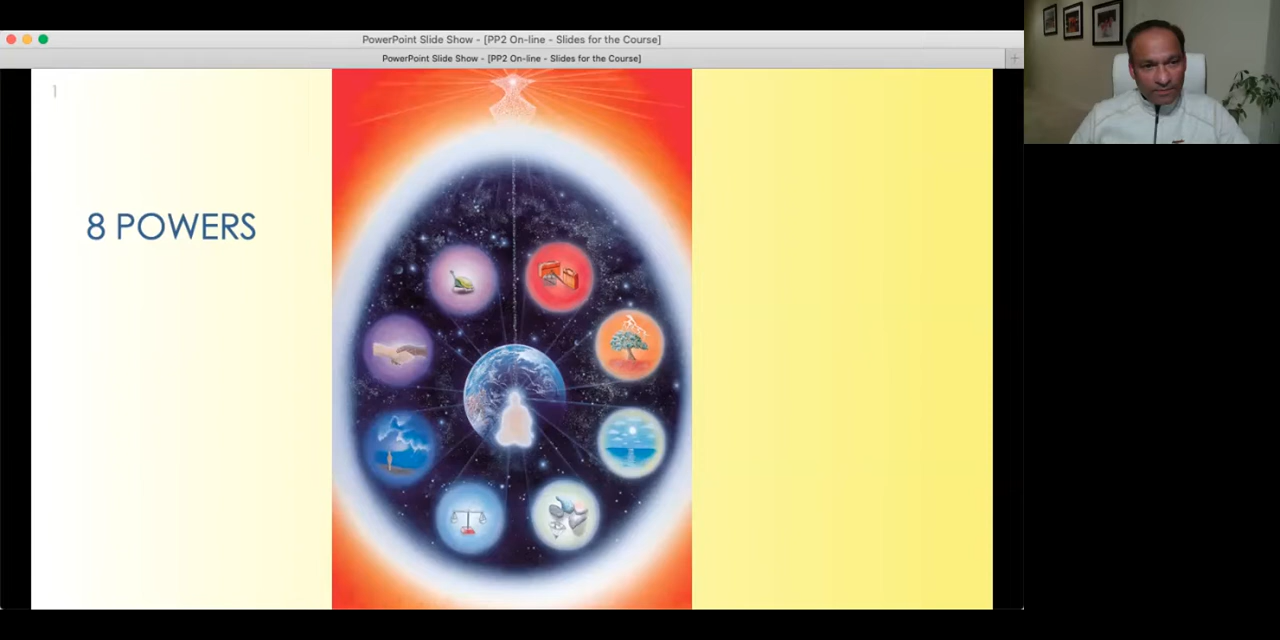 PowerPoint Slide Show - [PP2 On-line - Slides for the Course]
PowerPoint Slide Show - [PP2 On-line - Slides for the Course]
1
8 POWERS